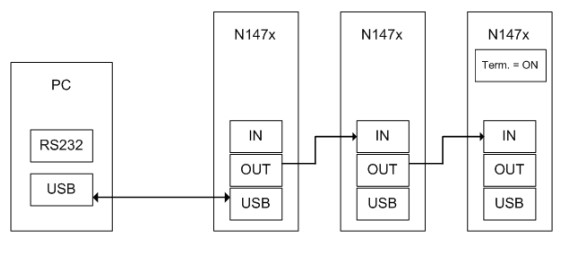 PC
RS232
USB
N147x
IN
OUT
USB
N147x
IN
OUT
USB
N147x
Term. = ON
IN
OUT
USB